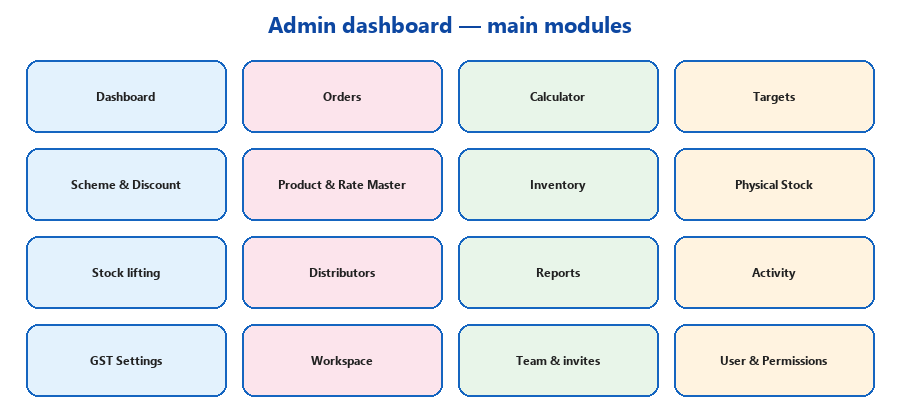 Admin dashboard — main modules
Dashboard
Orders
Calculator
Targets
Scheme & Discount
Product & Rate Master
Inventory
Physical Stock
Stock lifting
Distributors
Reports
Activity
GST Settings
Workspace
Team & invites
User & Permissions